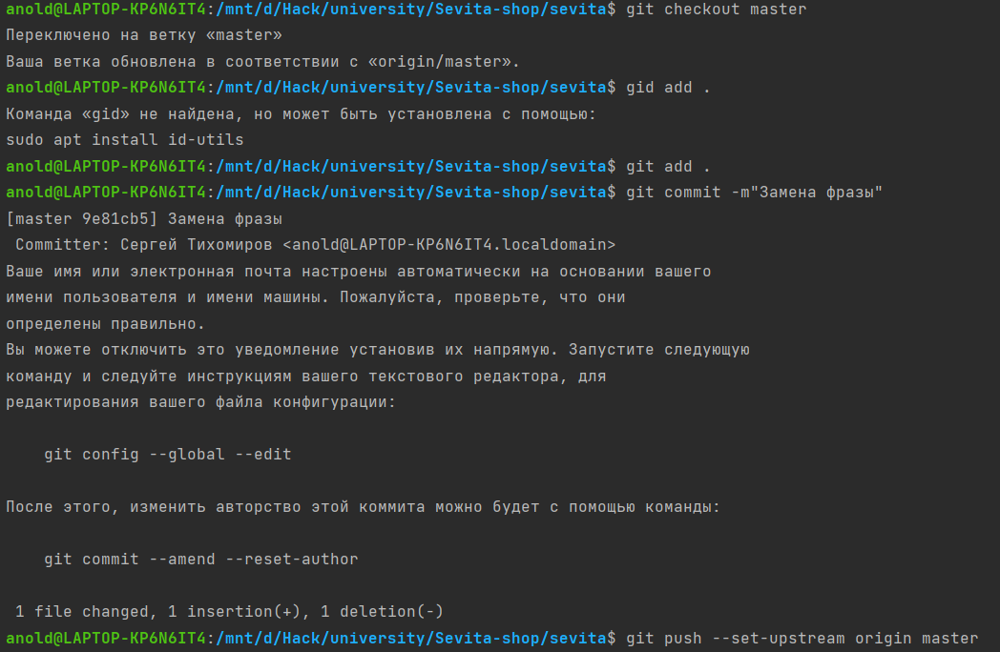 anold@LAPTOP-KP6N6IT4:/mnt/d/Hack/university/Sevita-shop/sevita$ git checkout master
Переключено на ветку «master»
Ваша ветка обновлена в соответствии с «origin/master».
anold@LAPTOP-KP6N6IT4:/mnt/d/Hack/university/Sevita-shop/sevita$ gid add .
Команда «gid» не найдена, но может быть установлена с помощью:
sudo apt install id-utils
anold@LAPTOP-KP6N6IT4:/mnt/d/Hack/university/Sevita-shop/sevita$ git add .
anold@LAPTOP-KP6N6IT4:/mnt/d/Hack/university/Sevita-shop/sevita$ git commit -m"Замена фразы"
[master 9e81cb5] Замена фразы
 Committer: Сергей Тихомиров <anold@LAPTOP-KP6N6IT4.localdomain>
Ваше имя или электронная почта настроены автоматически на основании вашего
имени пользователя и имени машины. Пожалуйста, проверьте, что они
определены правильно.
Вы можете отключить это уведомление установив их напрямую. Запустите следующую
команду и следуйте инструкциям вашего текстового редактора, для
редактирования вашего файла конфигурации:
    git config --global --edit
После этого, изменить авторство этой коммита можно будет с помощью команды:
    git commit --amend --reset-author
 1 file changed, 1 insertion(+), 1 deletion(-)
anold@LAPTOP-KP6N6IT4:/mnt/d/Hack/university/Sevita-shop/sevita$ git push --set-upstream origin master